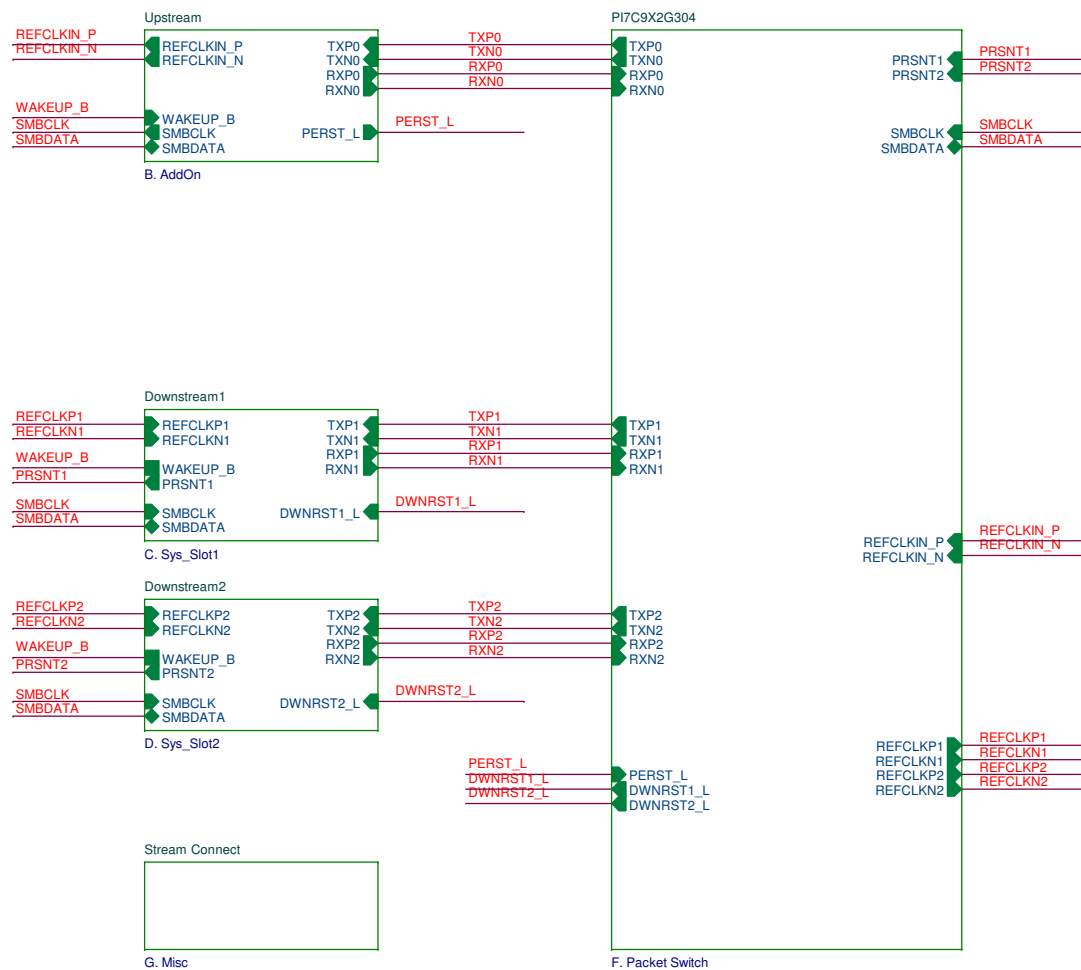 Upstream
PI7C9X2G304
REFCLKIN_P
REFCLKIN_N
REFCLKIN_P
REFCLKIN_N
TXP0
TXN0
RXP0
RXN0
TXP0
TXN0
RXP0
RXN0
TXP0
TXN0
RXP0
RXN0
PRSNT1
PRSNT2
PRSNT1
PRSNT2
WAKEUP_B
SMBCLK
SMBDATA
WAKEUP_B
SMBCLK
SMBDATA
PERST_L
PERST_L
SMBCLK
SMBDATA
SMBCLK
SMBDATA
B. AddOn
Downstream1
REFCLKP1
REFCLKN1
REFCLKP1
REFCLKN1
TXP1
TXN1
RXP1
RXN1
TXP1
TXN1
RXP1
RXN1
TXP1
TXN1
RXP1
RXN1
WAKEUP_B
PRSNT1
WAKEUP_B
PRSNT1
SMBCLK
SMBDATA
SMBCLK
SMBDATA
DWNRST1_L
DWNRST1_L
C. Sys_Slot1
REFCLKIN_P
REFCLKIN_N
REFCLKIN_P
REFCLKIN_N
Downstream2
REFCLKP2
REFCLKN2
REFCLKP2
REFCLKN2
TXP2
TXN2
RXP2
RXN2
TXP2
TXN2
RXP2
RXN2
TXP2
TXN2
RXP2
RXN2
WAKEUP_B
PRSNT2
WAKEUP_B
PRSNT2
SMBCLK
SMBDATA
SMBCLK
SMBDATA
DWNRST2_L
DWNRST2_L
D. Sys_Slot2
REFCLKP1
REFCLKN1
REFCLKP2
REFCLKN2
REFCLKP1
REFCLKN1
REFCLKP2
REFCLKN2
PERST_L
DWNRST1_L
DWNRST2_L
PERST_L
DWNRST1_L
DWNRST2_L
Stream Connect
G. Misc
F. Packet Switch